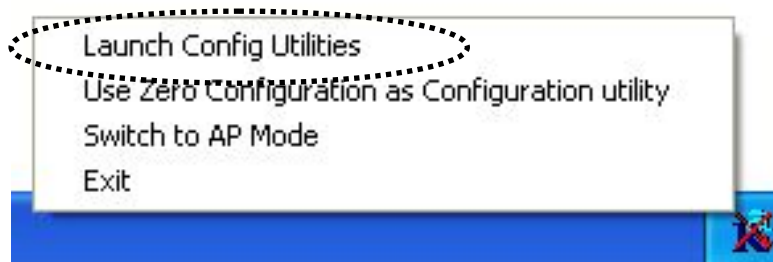 Launch Config Utilities
Use Zero Configuration as Configuration utility
Switch to AP Mode
Exit